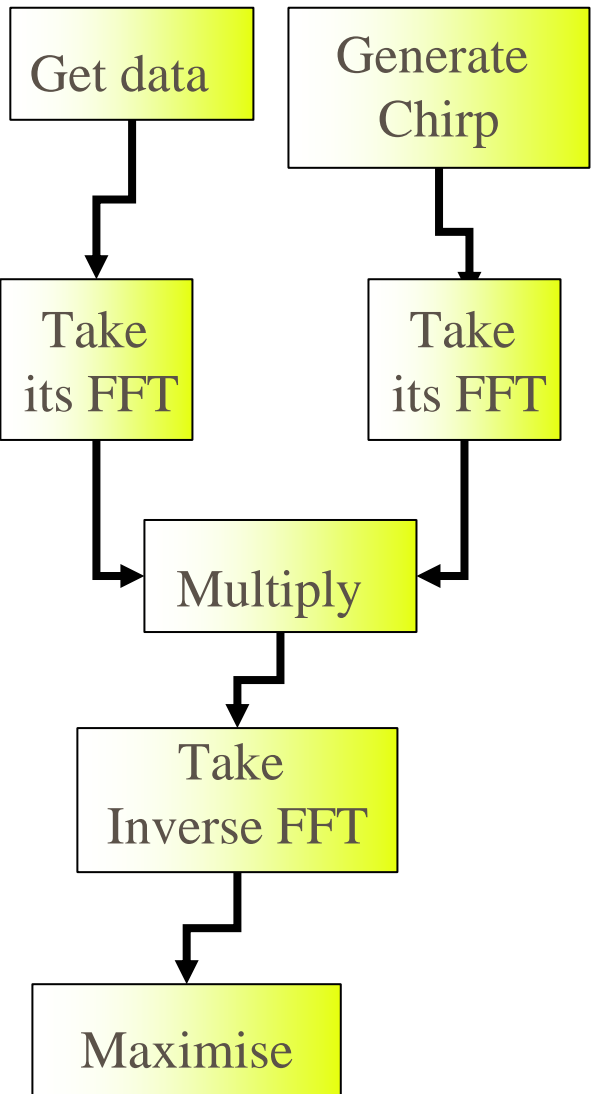 Get data
Generate
Chirp
Take
its FFT
Take
its FFT
Multiply
Take
Inverse FFT
Maximise